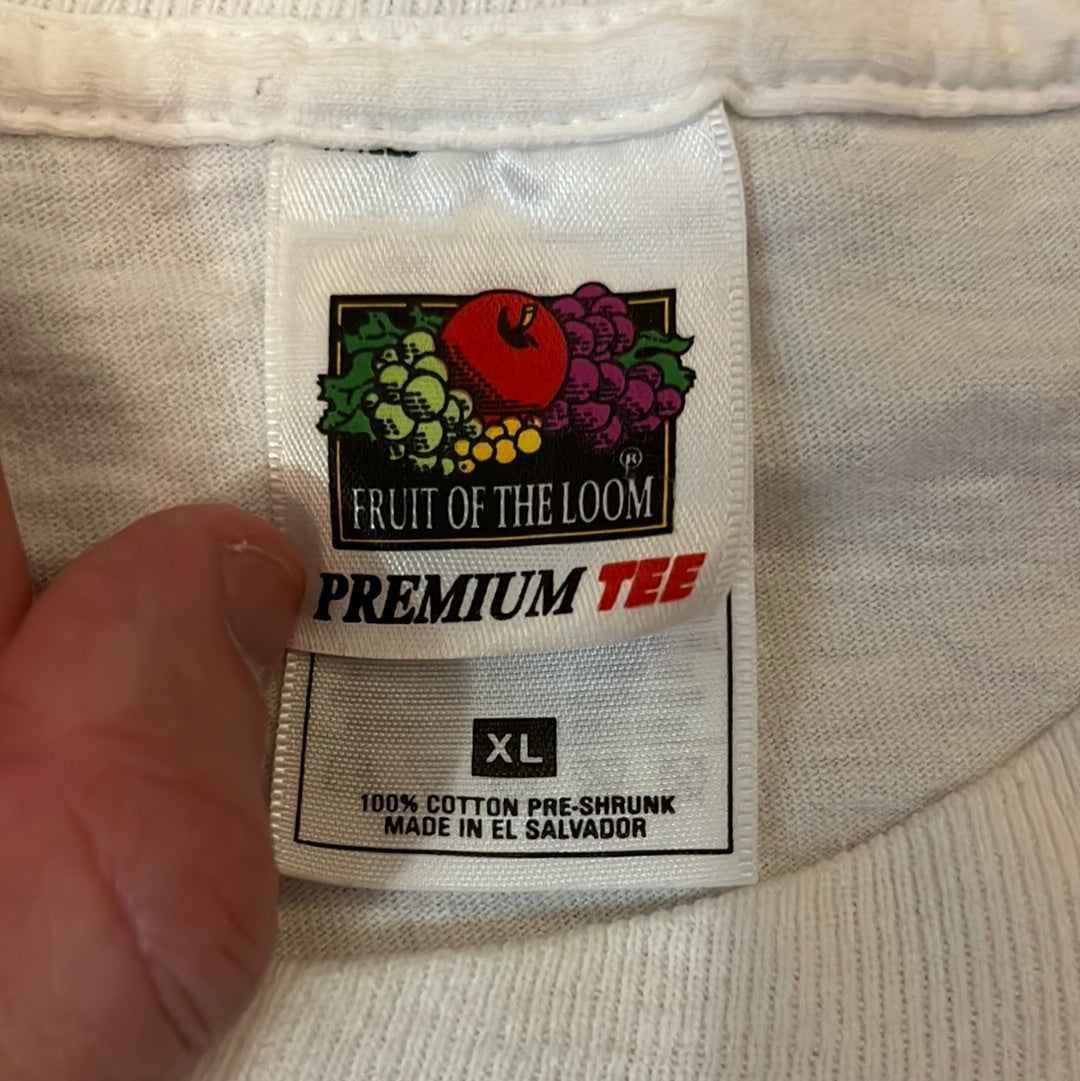 ®
FRUIT OF THE LOOM
PREMIUM TEE
XL
100% COTTON PRE-SHRUNK
MADE IN EL SALVADOR